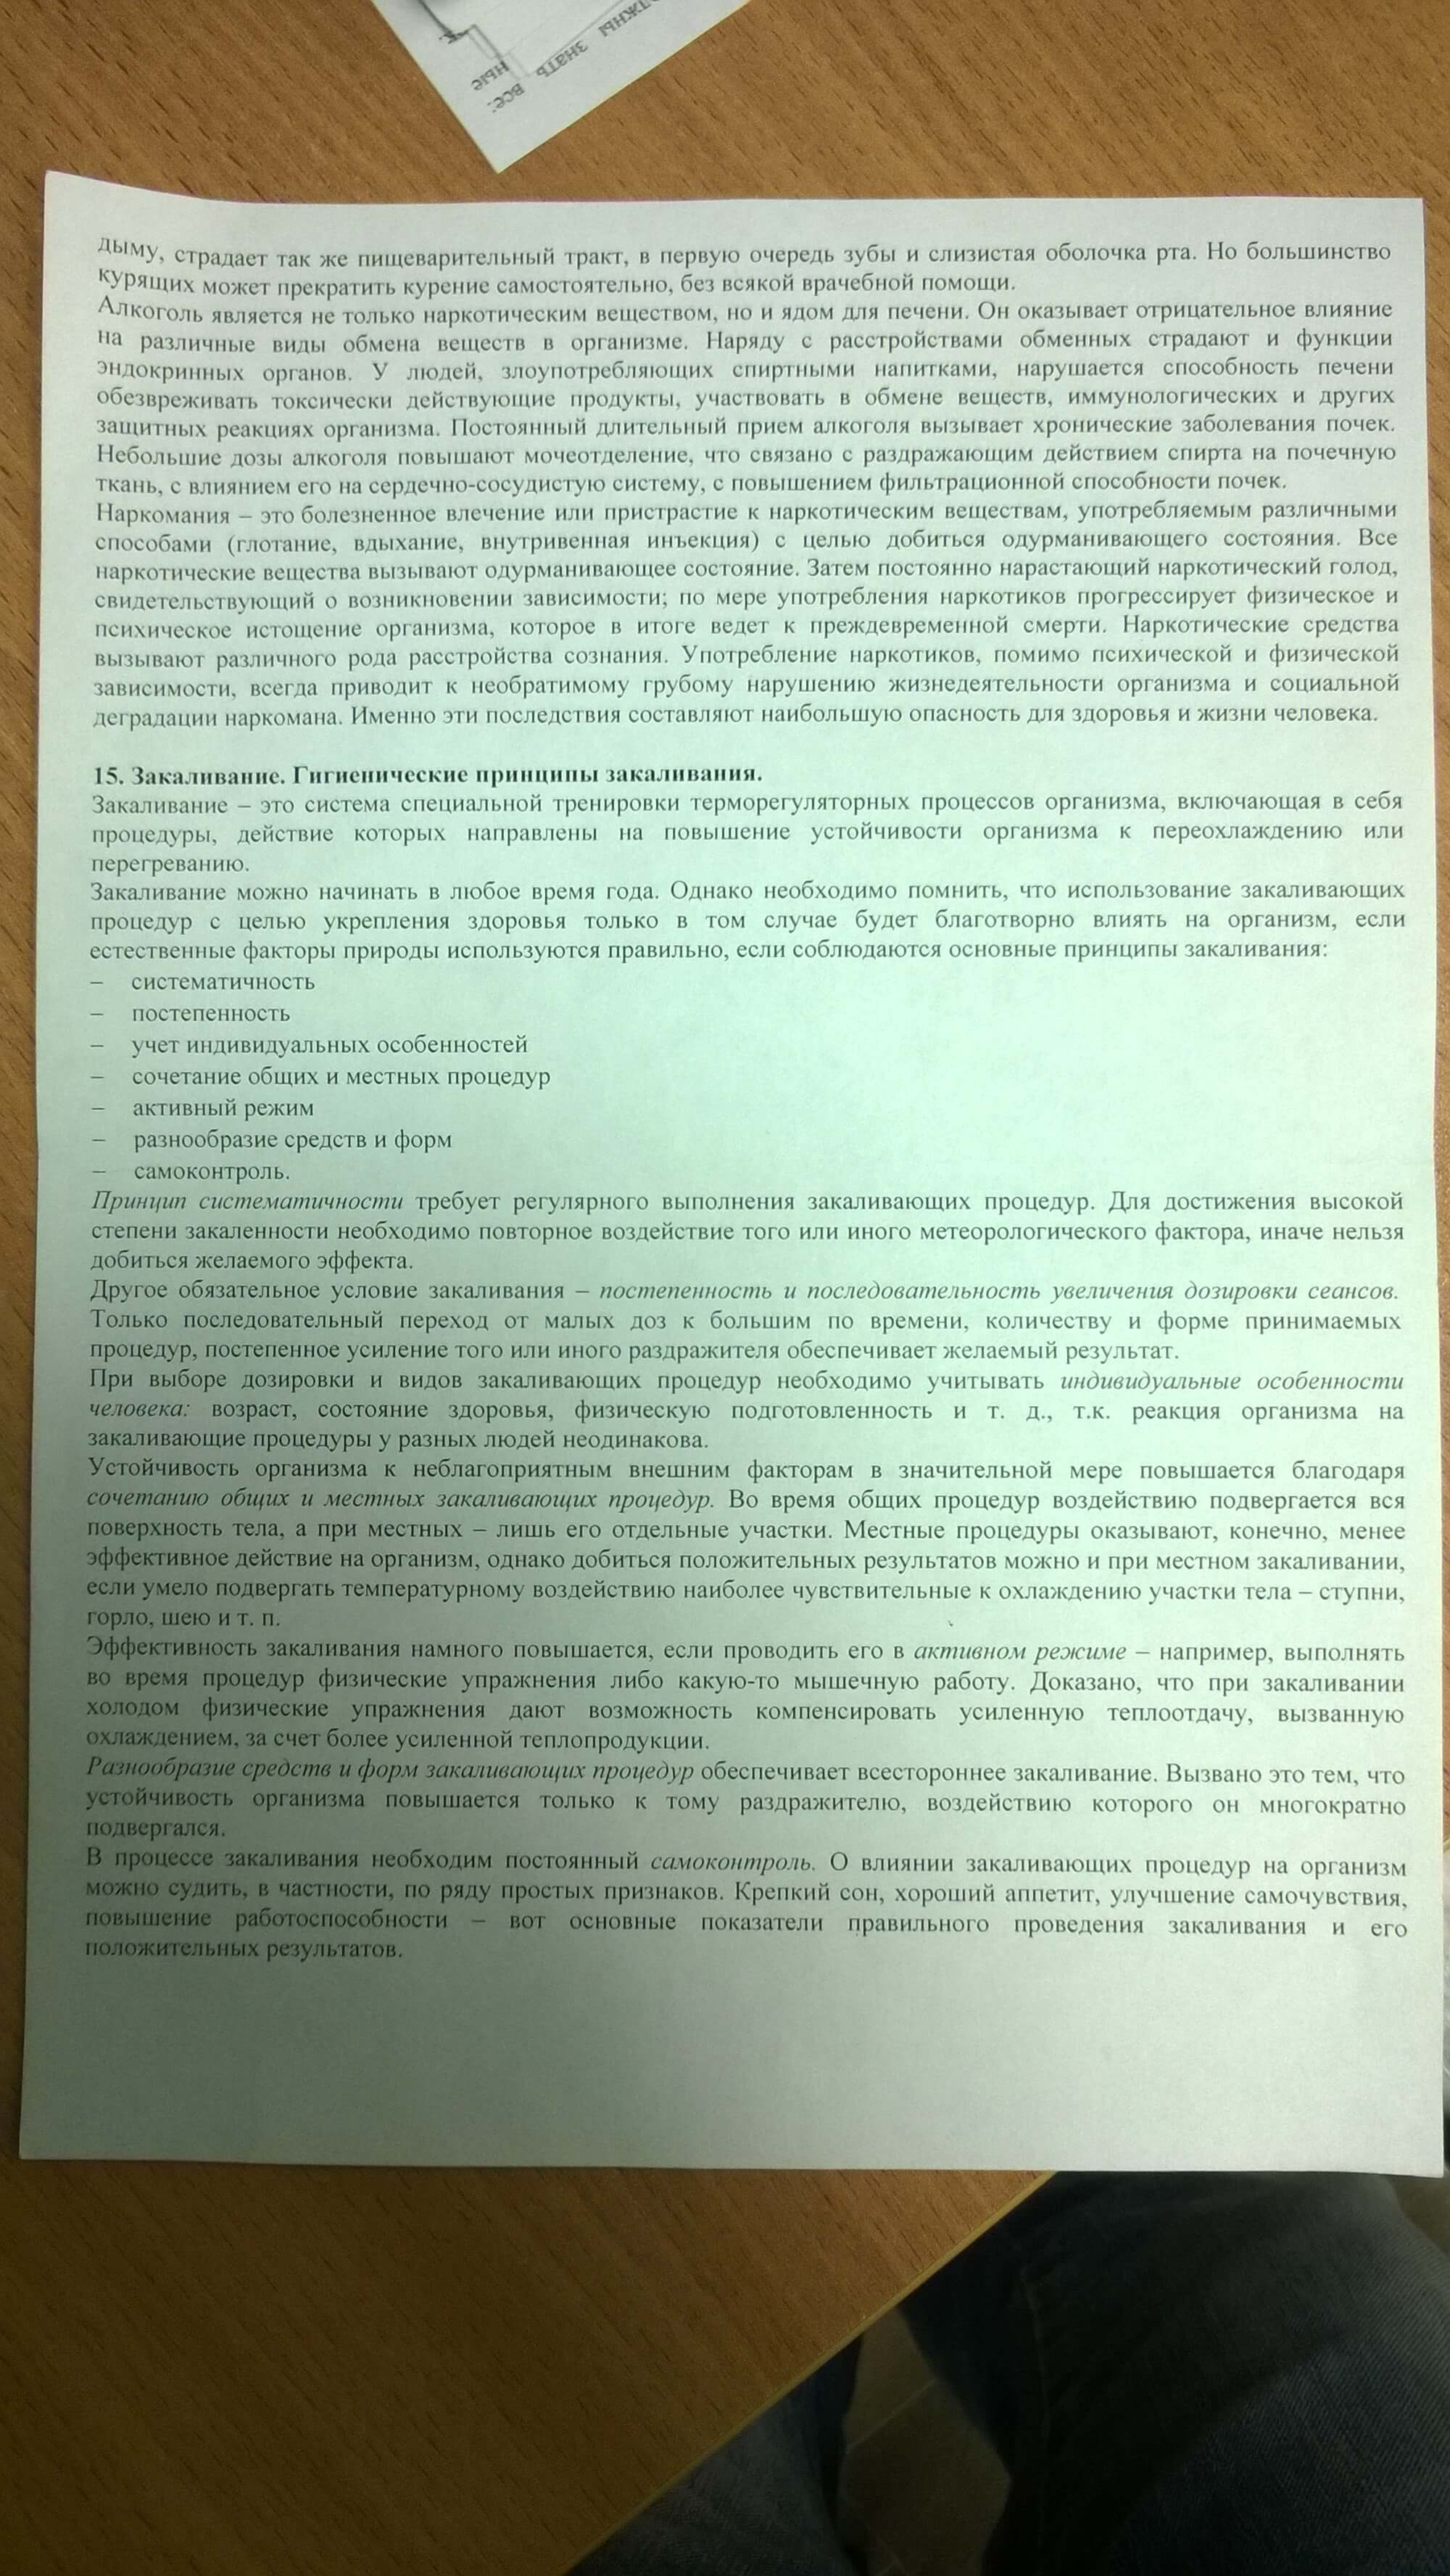 лжны
знать
ные
все:
дыму, страдает так же пищеварительный тракт, в первую очередь зубы и слизистая оболочка рта. Но большинство
курящих может прекратить курение самостоятельно, без всякой врачебной помощи.
Алкоголь является не только наркотическим веществом, но и ядом для печени. Он оказывает отрицательное влияние
на различные виды обмена веществ в организме. Наряду с расстройствами обменных страдают и функции
эндокринных органов. У людей, злоупотребляющих спиртными напитками, нарушается способность печени
обезвреживать токсически действующие продукты, участвовать в обмене веществ, иммунологических и других
защитных реакциях организма. Постоянный длительный прием алкоголя вызывает хронические заболевания почек.
Небольшие дозы алкоголя повышают мочеотделение, что связано с раздражающим действием спирта на почечную
ткань, с влиянием его на сердечно-сосудистую систему, с повышением фильтрационной способности почек.
Наркомания – это болезненное влечение или пристрастие к наркотическим веществам, употребляемым различными
способами (глотание, вдыхание, внутривенная инъекция) с целью добиться одурманивающего состояния. Все
наркотические вещества вызывают одурманивающее состояние. Затем постоянно нарастающий наркотический голод,
свидетельствующий о возникновении зависимости; по мере употребления наркотиков прогрессирует физическое и
психическое истощение организма, которое в итоге ведет к преждевременной смерти. Наркотические средства
вызывают различного рода расстройства сознания. Употребление наркотиков, помимо психической и физической
зависимости, всегда приводит к необратимому грубому нарушению жизнедеятельности организма и социальной
деградации наркомана. Именно эти последствия составляют наибольшую опасность для здоровья и жизни человека.
15. Закаливание. Гигиенические принципы закаливания.
Закаливание – это система специальной тренировки терморегуляторных процессов организма, включающая в себя
процедуры, действие которых направлены на повышение устойчивости организма к переохлаждению или
перегреванию.
Закаливание можно начинать в любое время года. Однако необходимо помнить, что использование закаливающих
процедур с целью укрепления здоровья только в том случае будет благотворно влиять на организм, если
естественные факторы природы используются правильно, если соблюдаются основные принципы закаливания:
– систематичность
– постепенность
– учет индивидуальных особенностей
– сочетание общих и местных процедур
– активный режим
– разнообразие средств и форм
– самоконтроль.
Принцип систематичности требует регулярного выполнения закаливающих процедур. Для достижения высокой
степени закаленности необходимо повторное воздействие того или иного метеорологического фактора, иначе нельзя
добиться желаемого эффекта.
Другое обязательное условие закаливания – постепенность и последовательность увеличения дозировки сеансов.
Только последовательный переход от малых доз к большим по времени, количеству и форме принимаемых
процедур, постепенное усиление того или иного раздражителя обеспечивает желаемый результат.
При выборе дозировки и видов закаливающих процедур необходимо учитывать индивидуальные особенности
человека: возраст, состояние здоровья, физическую подготовленность и т. д., т.к. реакция организма на
закаливающие процедуры у разных людей неодинакова.
Устойчивость организма к неблагоприятным внешним факторам в значительной мере повышается благодаря
сочетанию общих и местных закаливающих процедур. Во время общих процедур воздействию подвергается вся
поверхность тела, а при местных – лишь его отдельные участки. Местные процедуры оказывают, конечно, менее
эффективное действие на организм, однако добиться положительных результатов можно и при местном закаливании,
если умело подвергать температурному воздействию наиболее чувствительные к охлаждению участки тела – ступни,
горло, шею и т. п.
Эффективность закаливания намного повышается, если проводить его в активном режиме – например, выполнять
во время процедур физические упражнения либо какую-то мышечную работу. Доказано, что при закаливании
холодом физические упражнения дают возможность компенсировать усиленную теплоотдачу, вызванную
охлаждением, за счет более усиленной теплопродукции.
Разнообразие средств и форм закаливающих процедур обеспечивает всестороннее закаливание. Вызвано это тем, что
устойчивость организма повышается только к тому раздражителю, воздействию которого он многократно
подвергался.
В процессе закаливания необходим постоянный самоконтроль. О влиянии закаливающих процедур на организм
можно судить, в частности, по ряду простых признаков. Крепкий сон, хороший аппетит, улучшение самочувствия,
повышение работоспособности – вот основные показатели правильного проведения закаливания и его
положительных результатов.